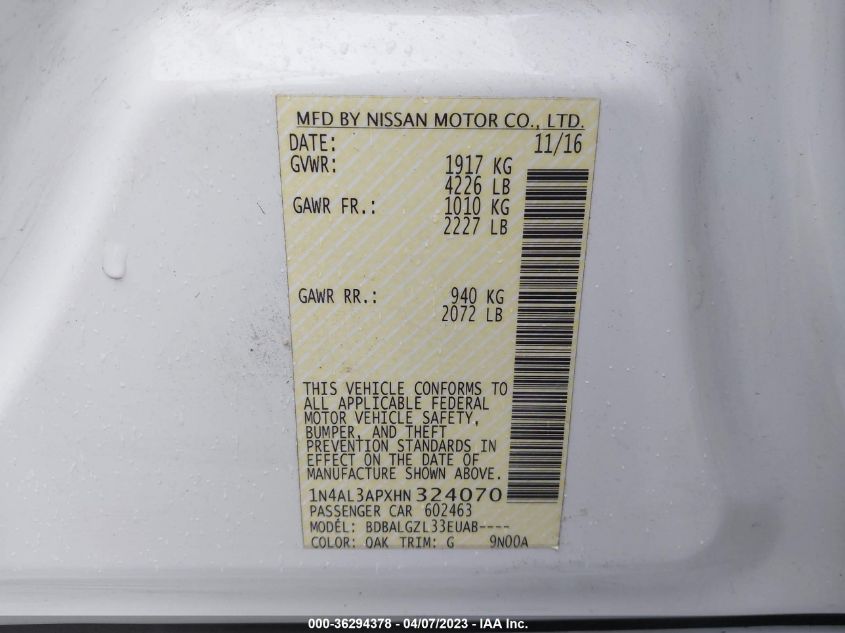 MFD BY NISSAN MOTOR CO., LTD.
DATE: 11/16
GVWR: 1917 KG
4226 LB
GAWR FR.: 1010 KG
2227 LB
GAWR RR.: 940 KG
2072 LB
THIS VEHICLE CONFORMS TO
ALL APPLICABLE FEDERAL
MOTOR VEHICLE SAFETY,
BUMPER, AND THEFT
PREVENTION STANDARDS IN
EFFECT ON THE DATE OF
MANUFACTURE SHOWN ABOVE.
1N4AL3APXHN324070
PASSENGER CAR 602463
MODEL: BDBALGZL33EUAB----
COLOR: QAK TRIM: G 9N00A
000-36294378 - 04/07/2023 - IAA Inc.